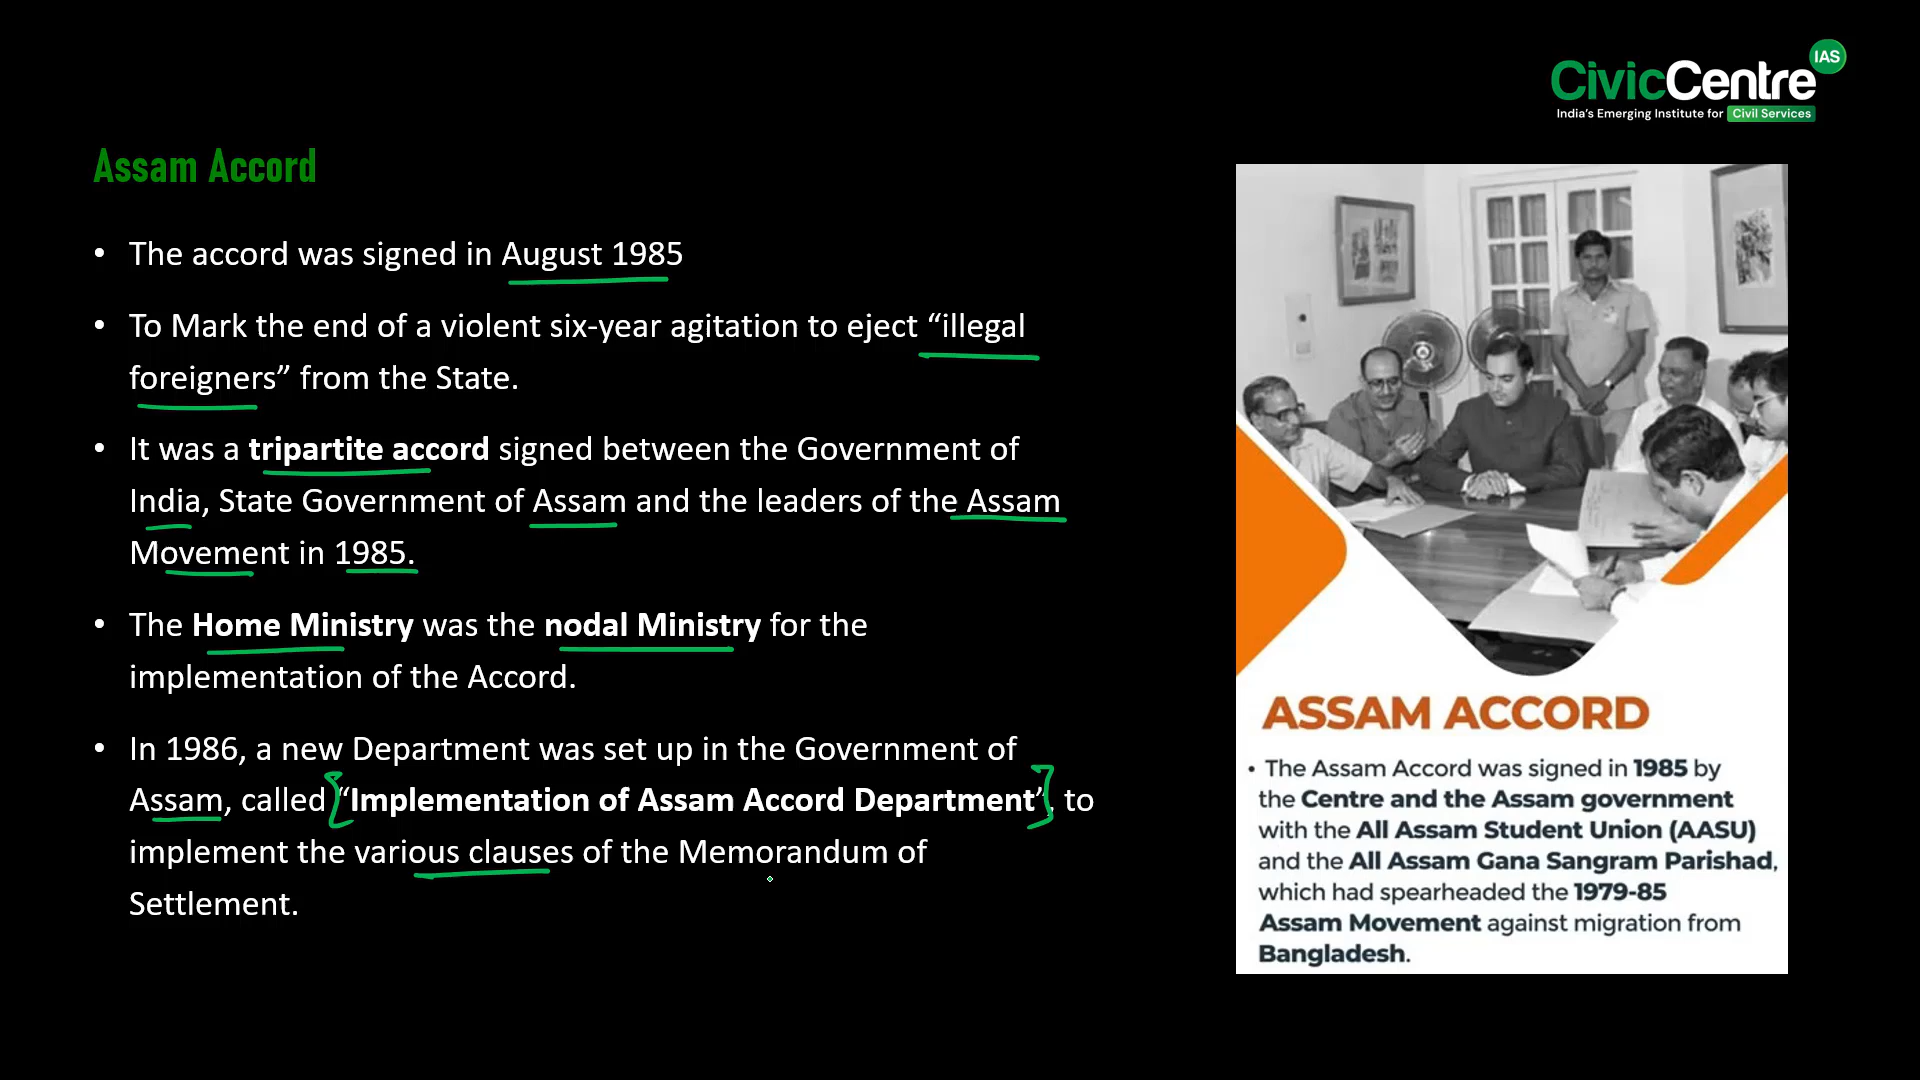 IAS
CivicCentre
India's Emerging Institute for Civil Services
Assam Accord
• The accord was signed in August 1985
• To Mark the end of a violent six-year agitation to eject “illegal
foreigners” from the State.
• It was a tripartite accord signed between the Government of
India, State Government of Assam and the leaders of the Assam
Movement in 1985.
• The Home Ministry was the nodal Ministry for the
implementation of the Accord.
• In 1986, a new Department was set up in the Government of
Assam, called “Implementation of Assam Accord Department”, to
implement the various clauses of the Memorandum of
Settlement.
ASSAM ACCORD
• The Assam Accord was signed in 1985 by
the Centre and the Assam government
with the All Assam Student Union (AASU)
and the All Assam Gana Sangram Parishad,
which had spearheaded the 1979-85
Assam Movement against migration from
Bangladesh.